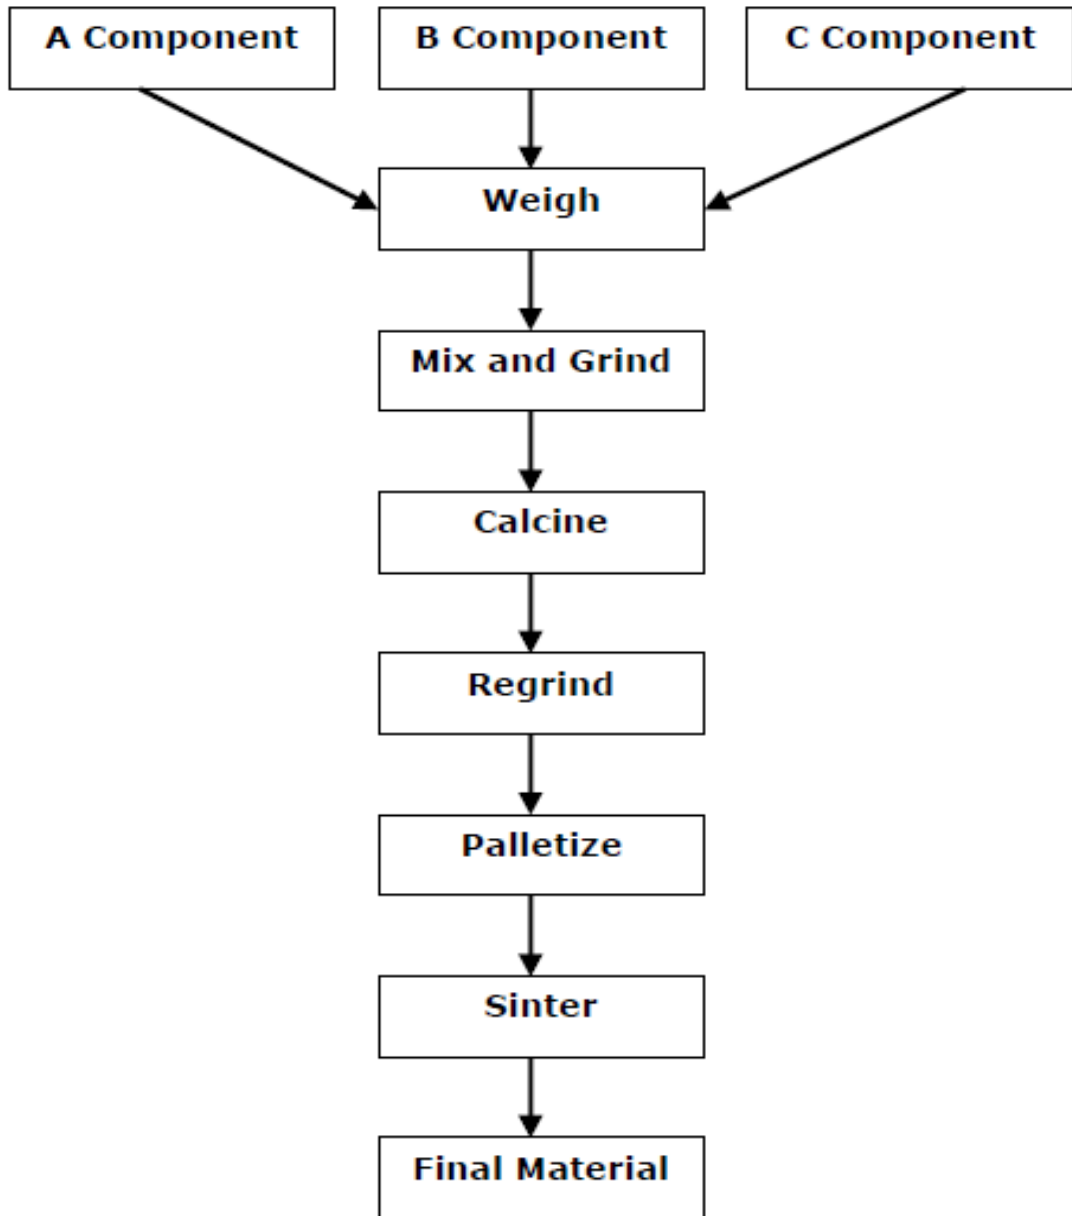 A Component
B Component
C Component
Weigh
Mix and Grind
Calcine
Regrind
Palletize
Sinter
Final Material